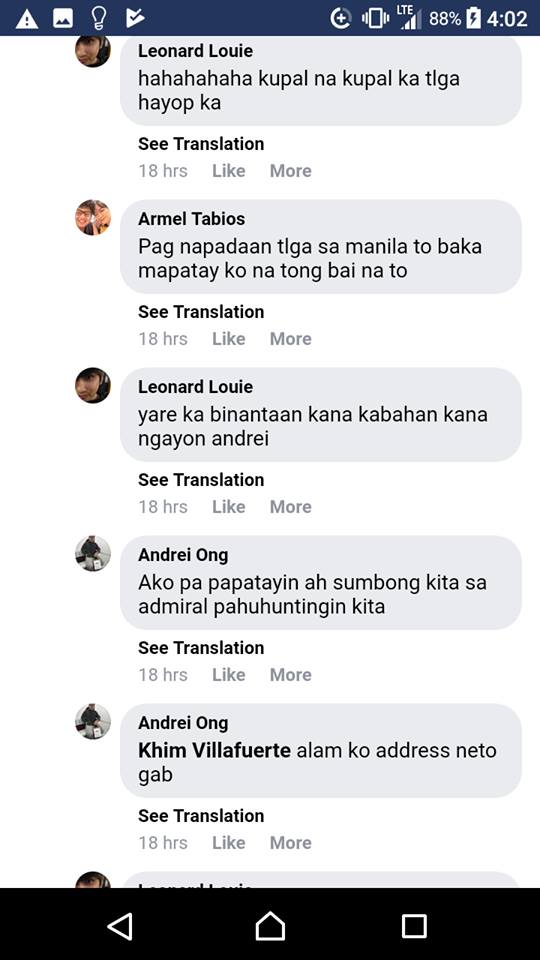 LTE 88% 4:02
Leonard Louie
hahahahaha kupal na kupal ka tlga
hayop ka
See Translation
18 hrs Like More
Armel Tabios
Pag napadaan tlga sa manila to baka
mapatay ko na tong bai na to
See Translation
18 hrs Like More
Leonard Louie
yare ka binantaan kana kabahan kana
ngayon andrei
See Translation
18 hrs Like More
Andrei Ong
Ako pa papatayin ah sumbong kita sa
admiral pahuhuntingin kita
See Translation
18 hrs Like More
Andrei Ong
Khim Villafuerte alam ko address neto
gab
See Translation
18 hrs Like More
Leonard Louie